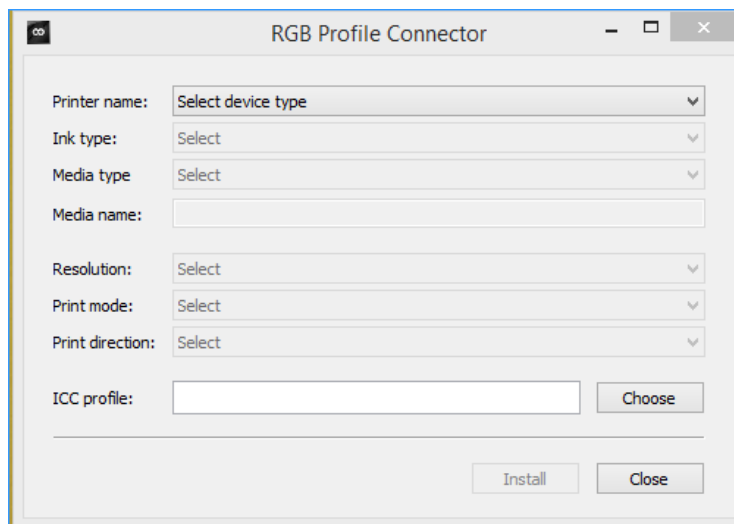 RGB Profile Connector
Printer name: Select device type
Ink type: Select
Media type Select
Media name:
Resolution: Select
Print mode: Select
Print direction: Select
ICC profile: Choose
Install Close